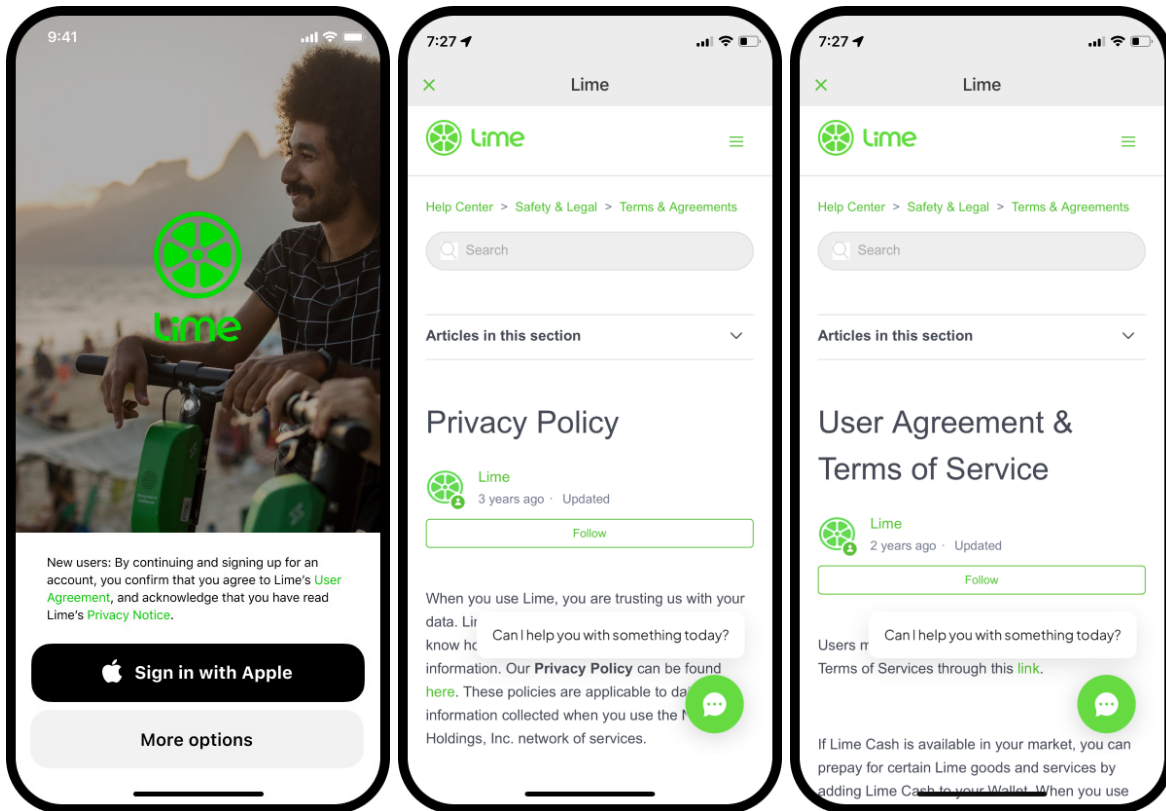 9:41
Lime
New users: By continuing and signing up for an
account, you confirm that you agree to Lime's User
Agreement, and acknowledge that you have read
Lime's Privacy Notice.
Sign in with Apple
More options
7:27
Lime
Lime
Help Center > Safety & Legal > Terms & Agreements
Search
Articles in this section
Privacy Policy
Lime
3 years ago · Updated
Follow
When you use Lime, you are trusting us with your
data.
know
Can I help you with something today?
information. Our Privacy Policy can be found
here. These policies are applicable to
information collected when you use the
Holdings, Inc. network of services.
7:27
Lime
Lime
Help Center > Safety & Legal > Terms & Agreements
Search
Articles in this section
User Agreement &
Terms of Service
Lime
2 years ago · Updated
Follow
Users
Can I help you with something today?
Terms of Services through this link.
If Lime Cash is available in your market, you can
prepay for certain Lime goods and services by
adding Lime Cash to your Wallet. When you use